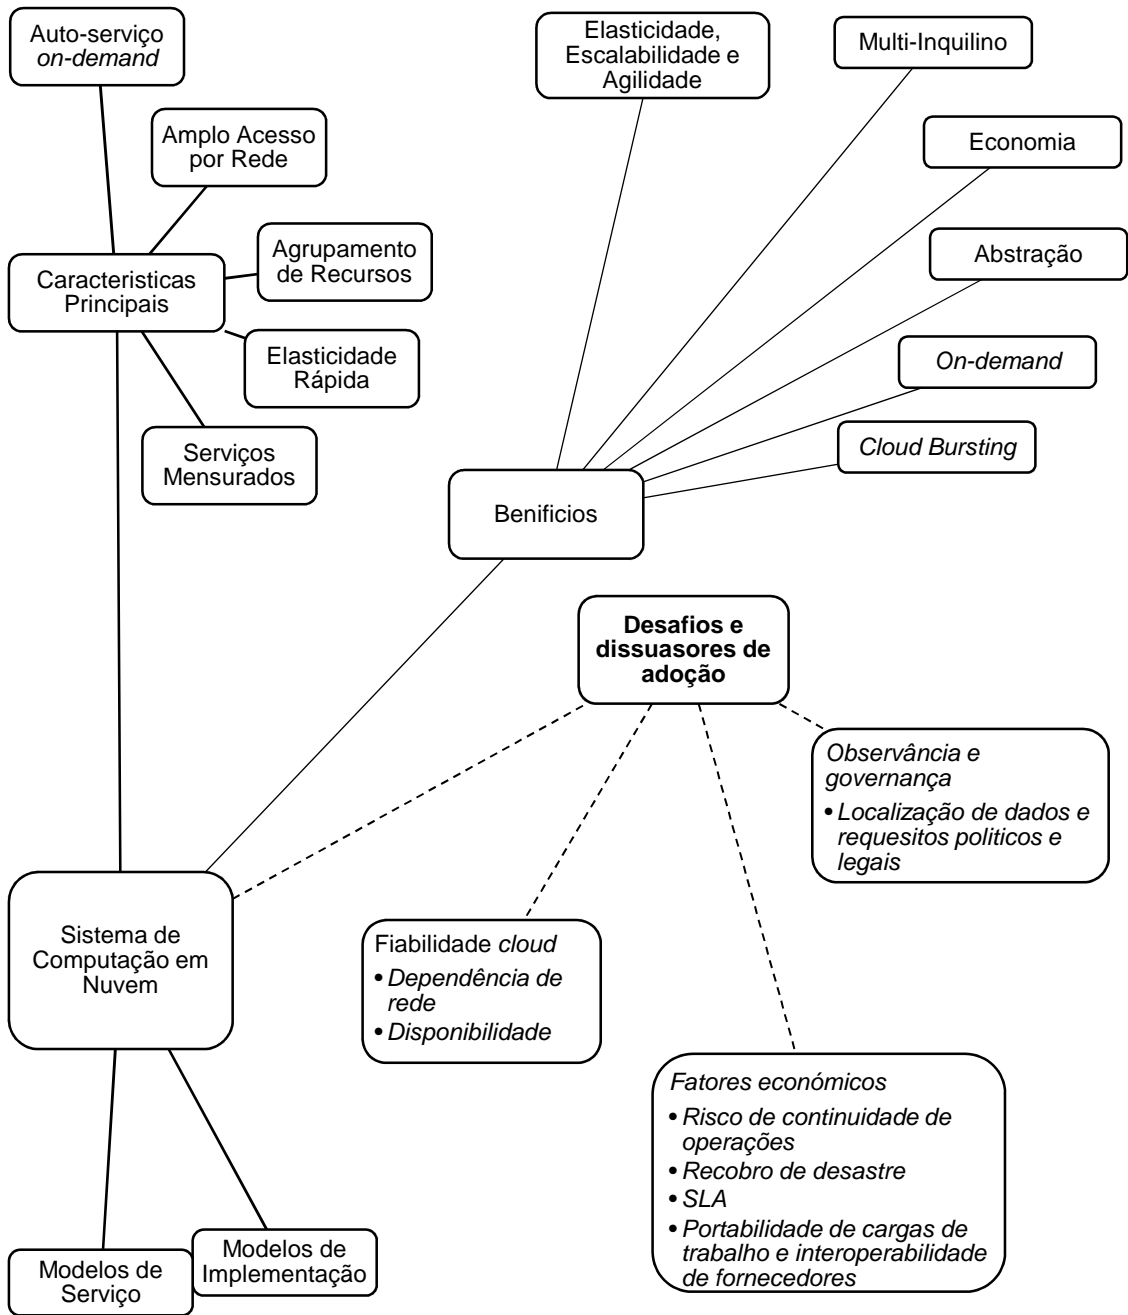 Auto-serviço
on-demand
Amplo Acesso
por Rede
Agrupamento
de Recursos
Caracteristicas
Principais
Elasticidade
Rápida
Serviços
Mensurados
Elasticidade,
Escalabilidade e
Agilidade
Multi-Inquilino
Economia
Abstração
On-demand
Cloud Bursting
Benificios
Desafios e
dissuasores de
adoção
Observância e
governança
• Localização de dados e
requesitos politicos e
legais
Sistema de
Computação em
Nuvem
Fiabilidade cloud
• Dependência de
rede
• Disponibilidade
Fatores económicos
• Risco de continuidade de
operações
• Recobro de desastre
• SLA
• Portabilidade de cargas de
trabalho e interoperabilidade
de fornecedores
Modelos de
Implementação
Modelos de
Serviço